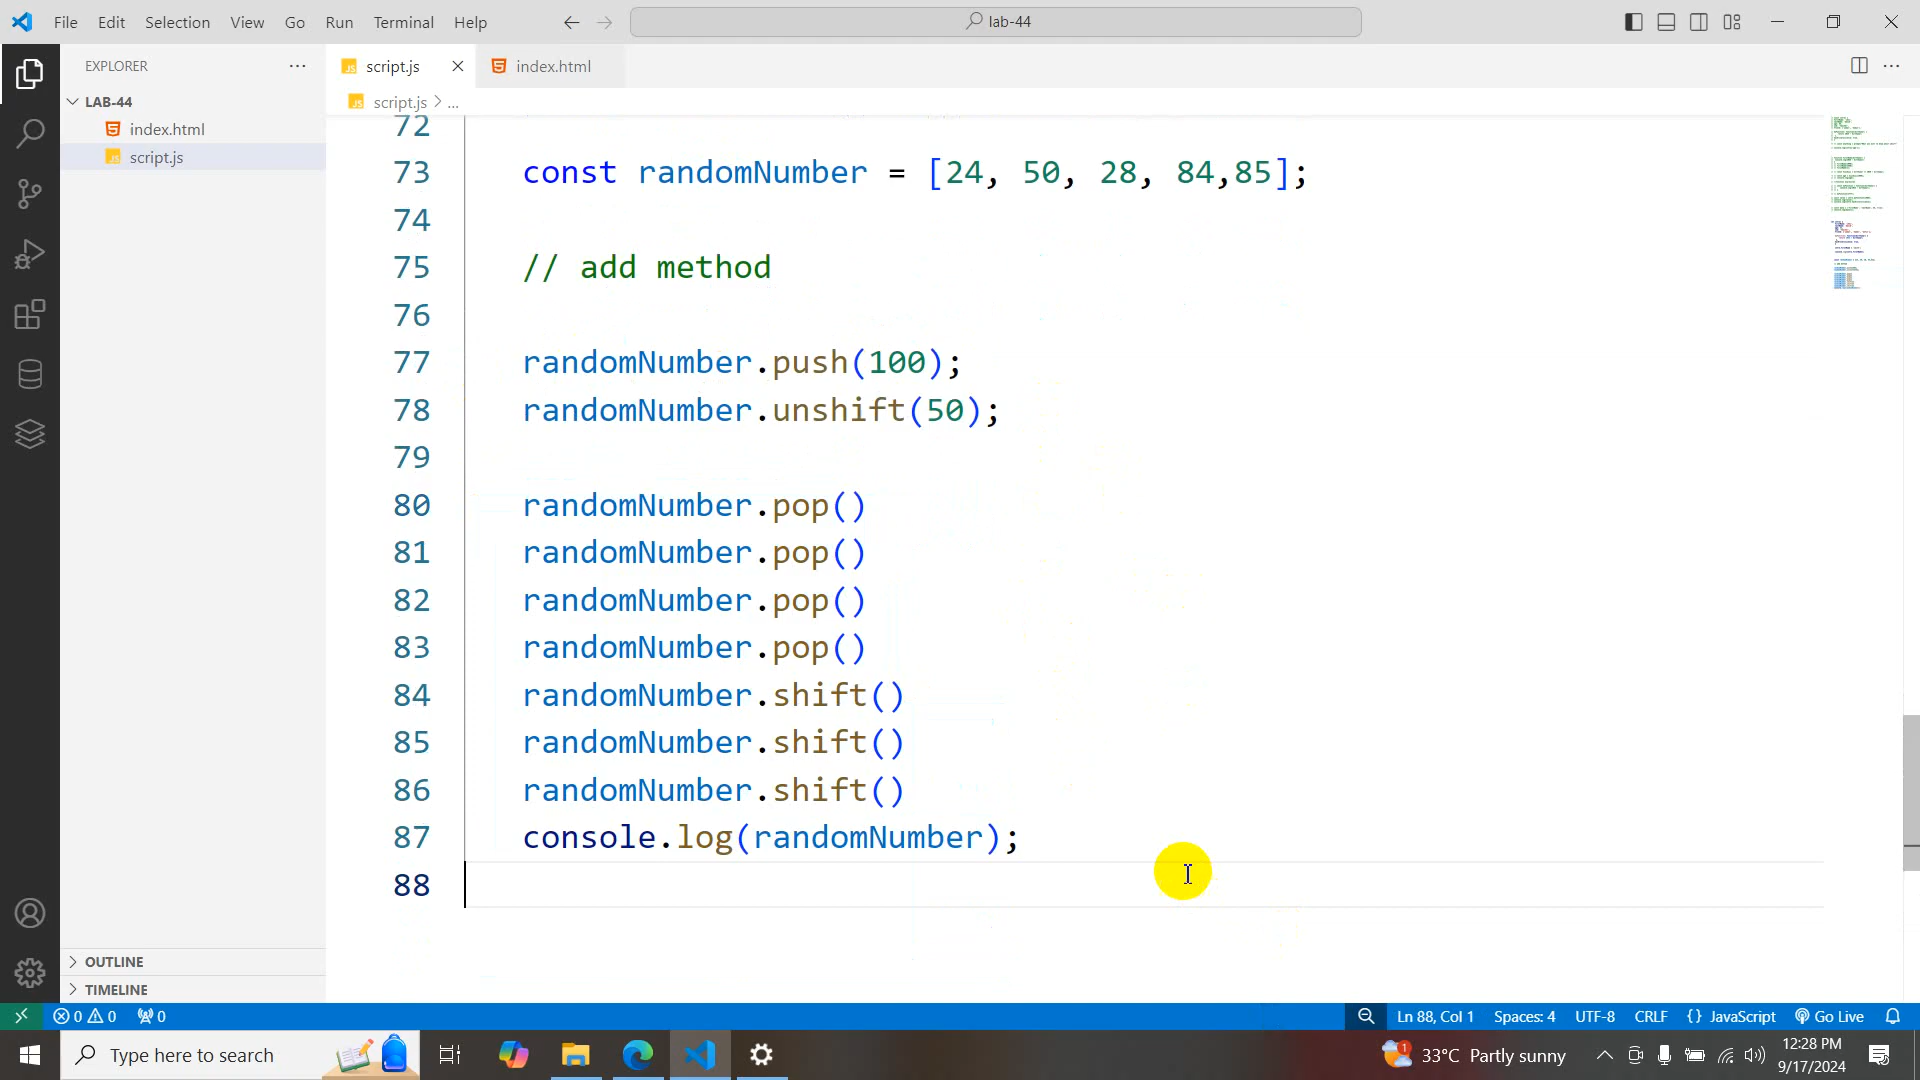 File Edit Selection View Go Run Terminal Help
lab-44
EXPLORER
LAB-44
index.html
script.js
script.js
index.html
script.js > ...
72
73 const randomNumber = [24, 50, 28, 84,85];
74
75 // add method
76
77 randomNumber.push(100);
78 randomNumber.unshift(50);
79
80 randomNumber.pop()
81 randomNumber.pop()
82 randomNumber.pop()
83 randomNumber.pop()
84 randomNumber.shift()
85 randomNumber.shift()
86 randomNumber.shift()
87 console.log(randomNumber);
88
OUTLINE
TIMELINE
0 0 0
Ln 88, Col 1 Spaces: 4 UTF-8 CRLF {} JavaScript Go Live
Type here to search
1
33°C Partly sunny
12:28 PM
9/17/2024